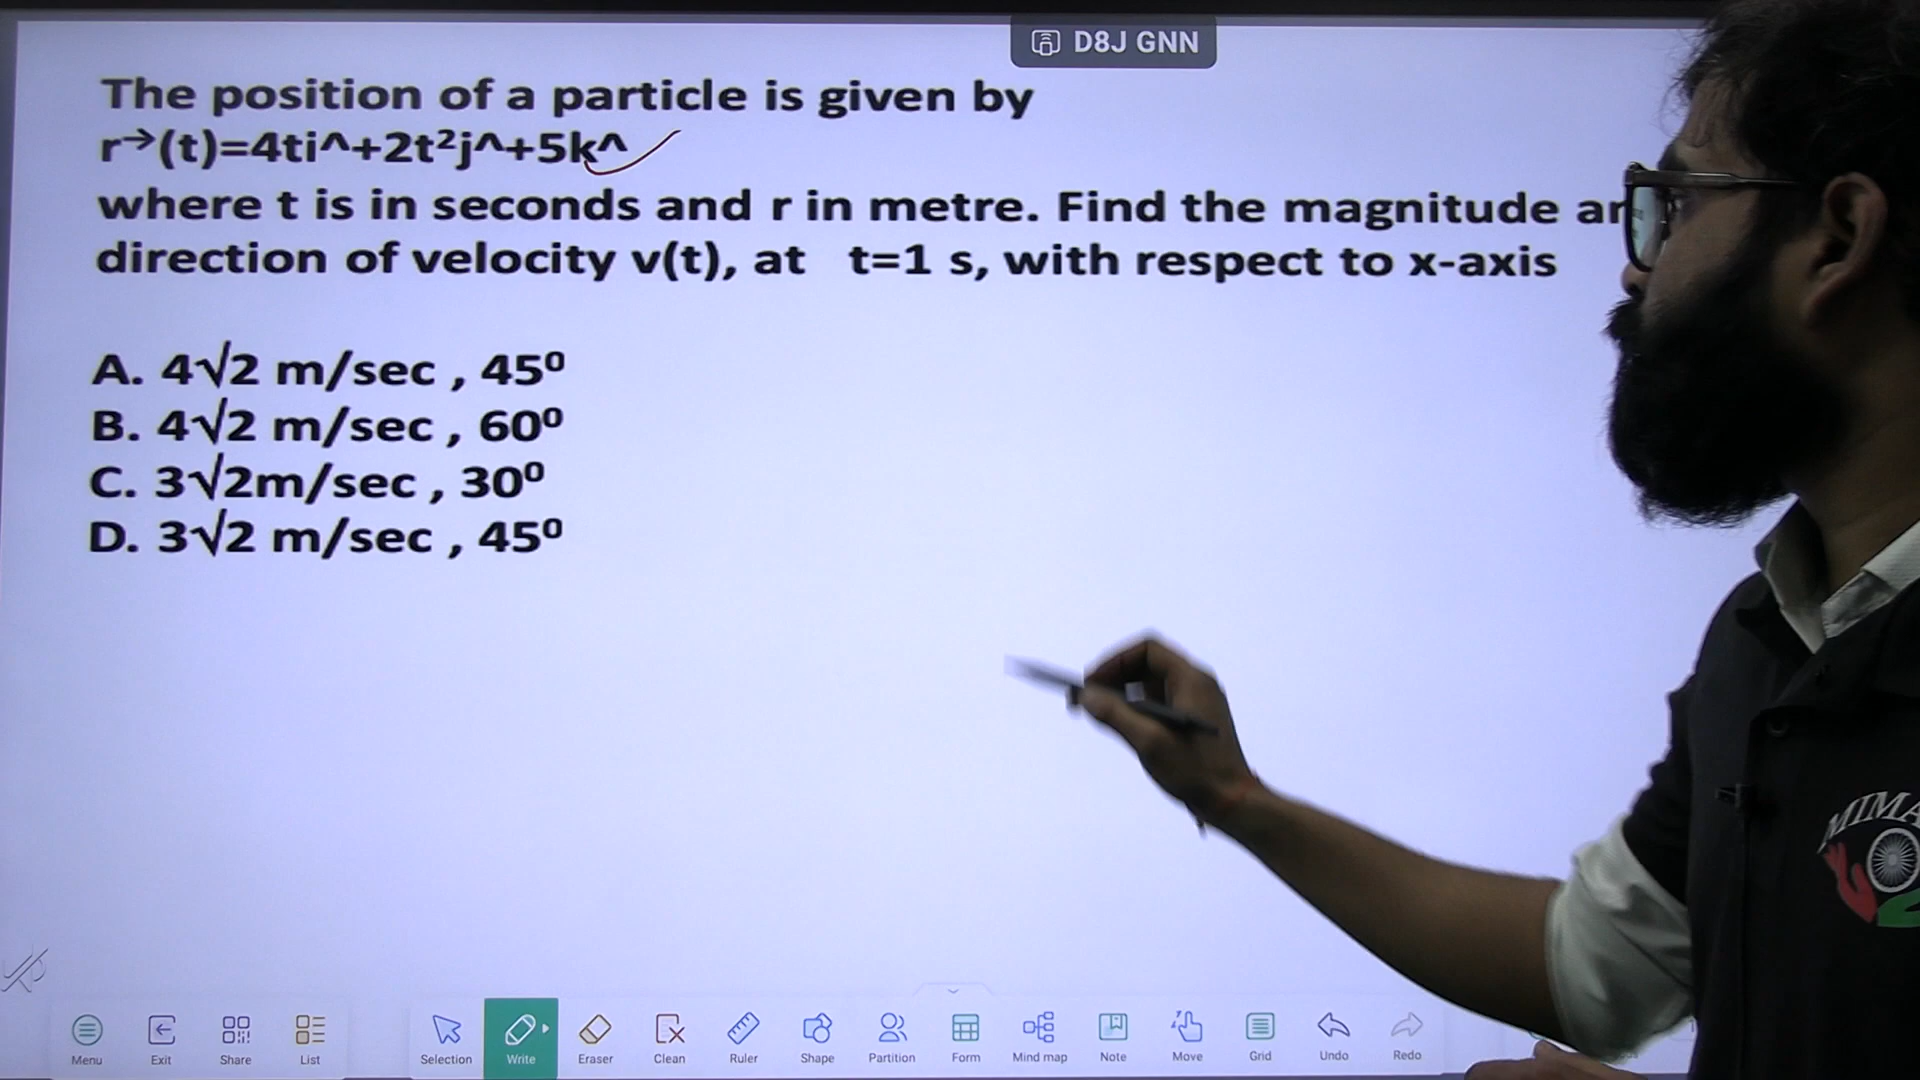 D8J GNN
The position of a particle is given by
r→(t)=4ti^+2t²j^+5k^
where t is in seconds and r in metre. Find the magnitude
direction of velocity v(t), at t=1 s, with respect to x-axis
A. 4√2 m/sec , 45⁰
B. 4√2 m/sec , 60⁰
C. 3√2m/sec , 30⁰
D. 3√2 m/sec , 45⁰
MIMA
Menu Exit Share List Selection Write Eraser Clean Ruler Shape Partition Form Mind map Note Move Grid Undo Redo